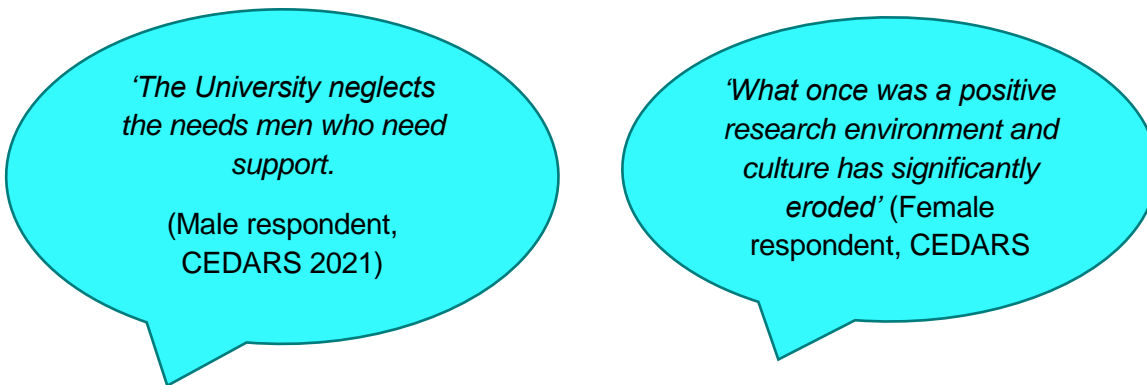 ‘The University neglects
the needs men who need
support.
(Male respondent,
CEDARS 2021)
‘What once was a positive
research environment and
culture has significantly
eroded’ (Female
respondent, CEDARS